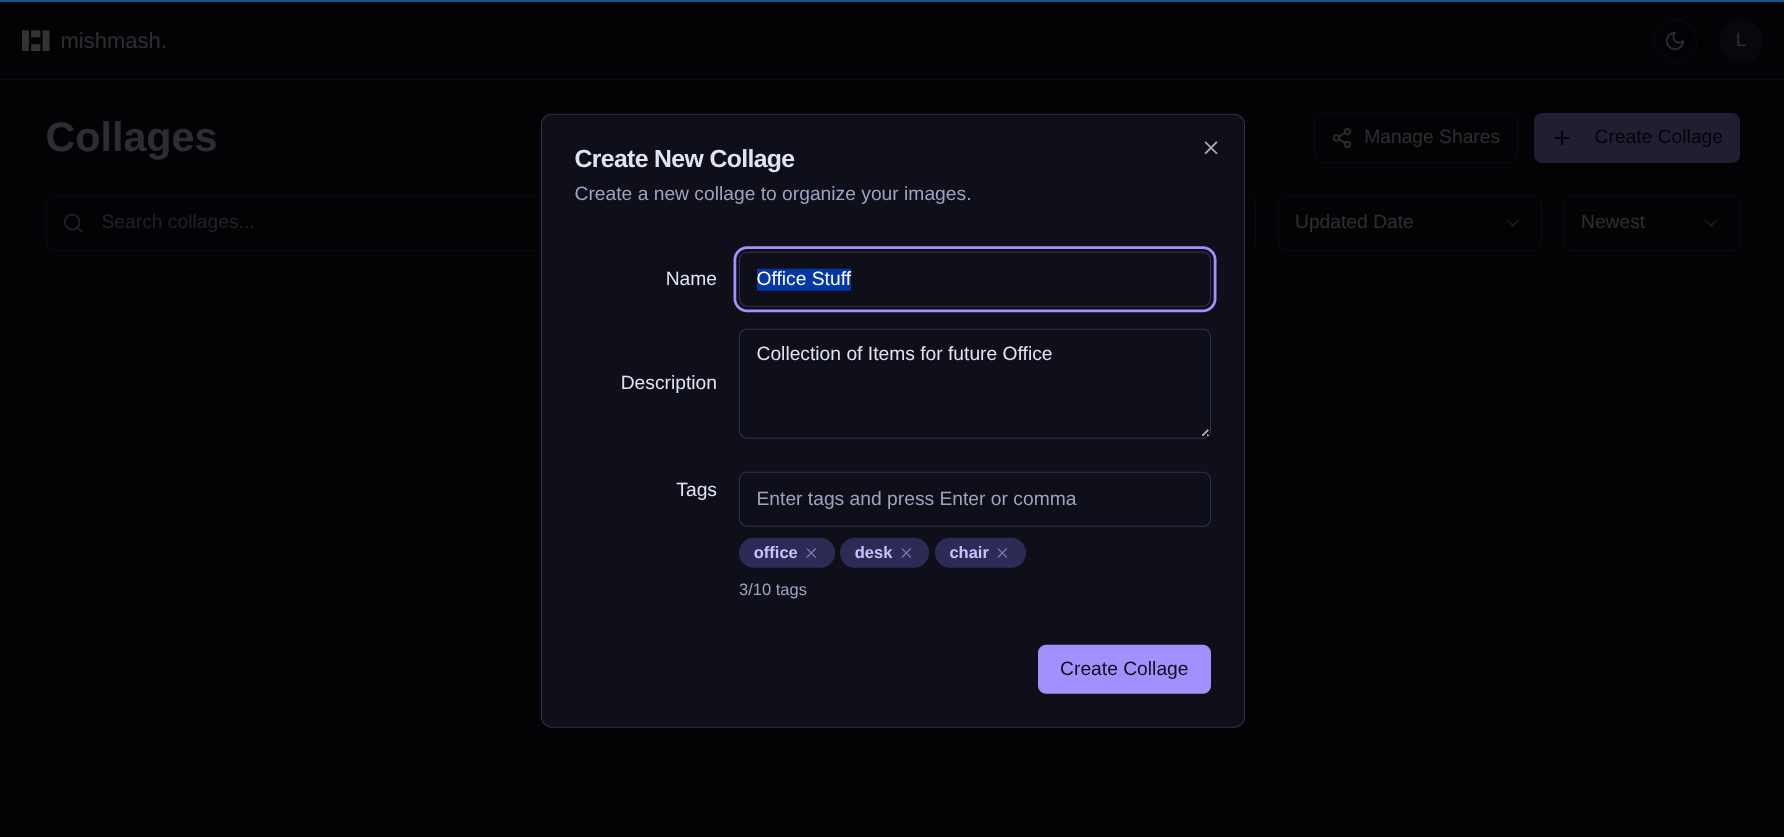 mishmash.
L
Collages
Manage Shares
Create Collage
Search collages...
Updated Date
Newest
Create New Collage
Create a new collage to organize your images.
Name
Office Stuff
Description
Collection of Items for future Office
Tags
Enter tags and press Enter or comma
office desk chair
3/10 tags
Create Collage